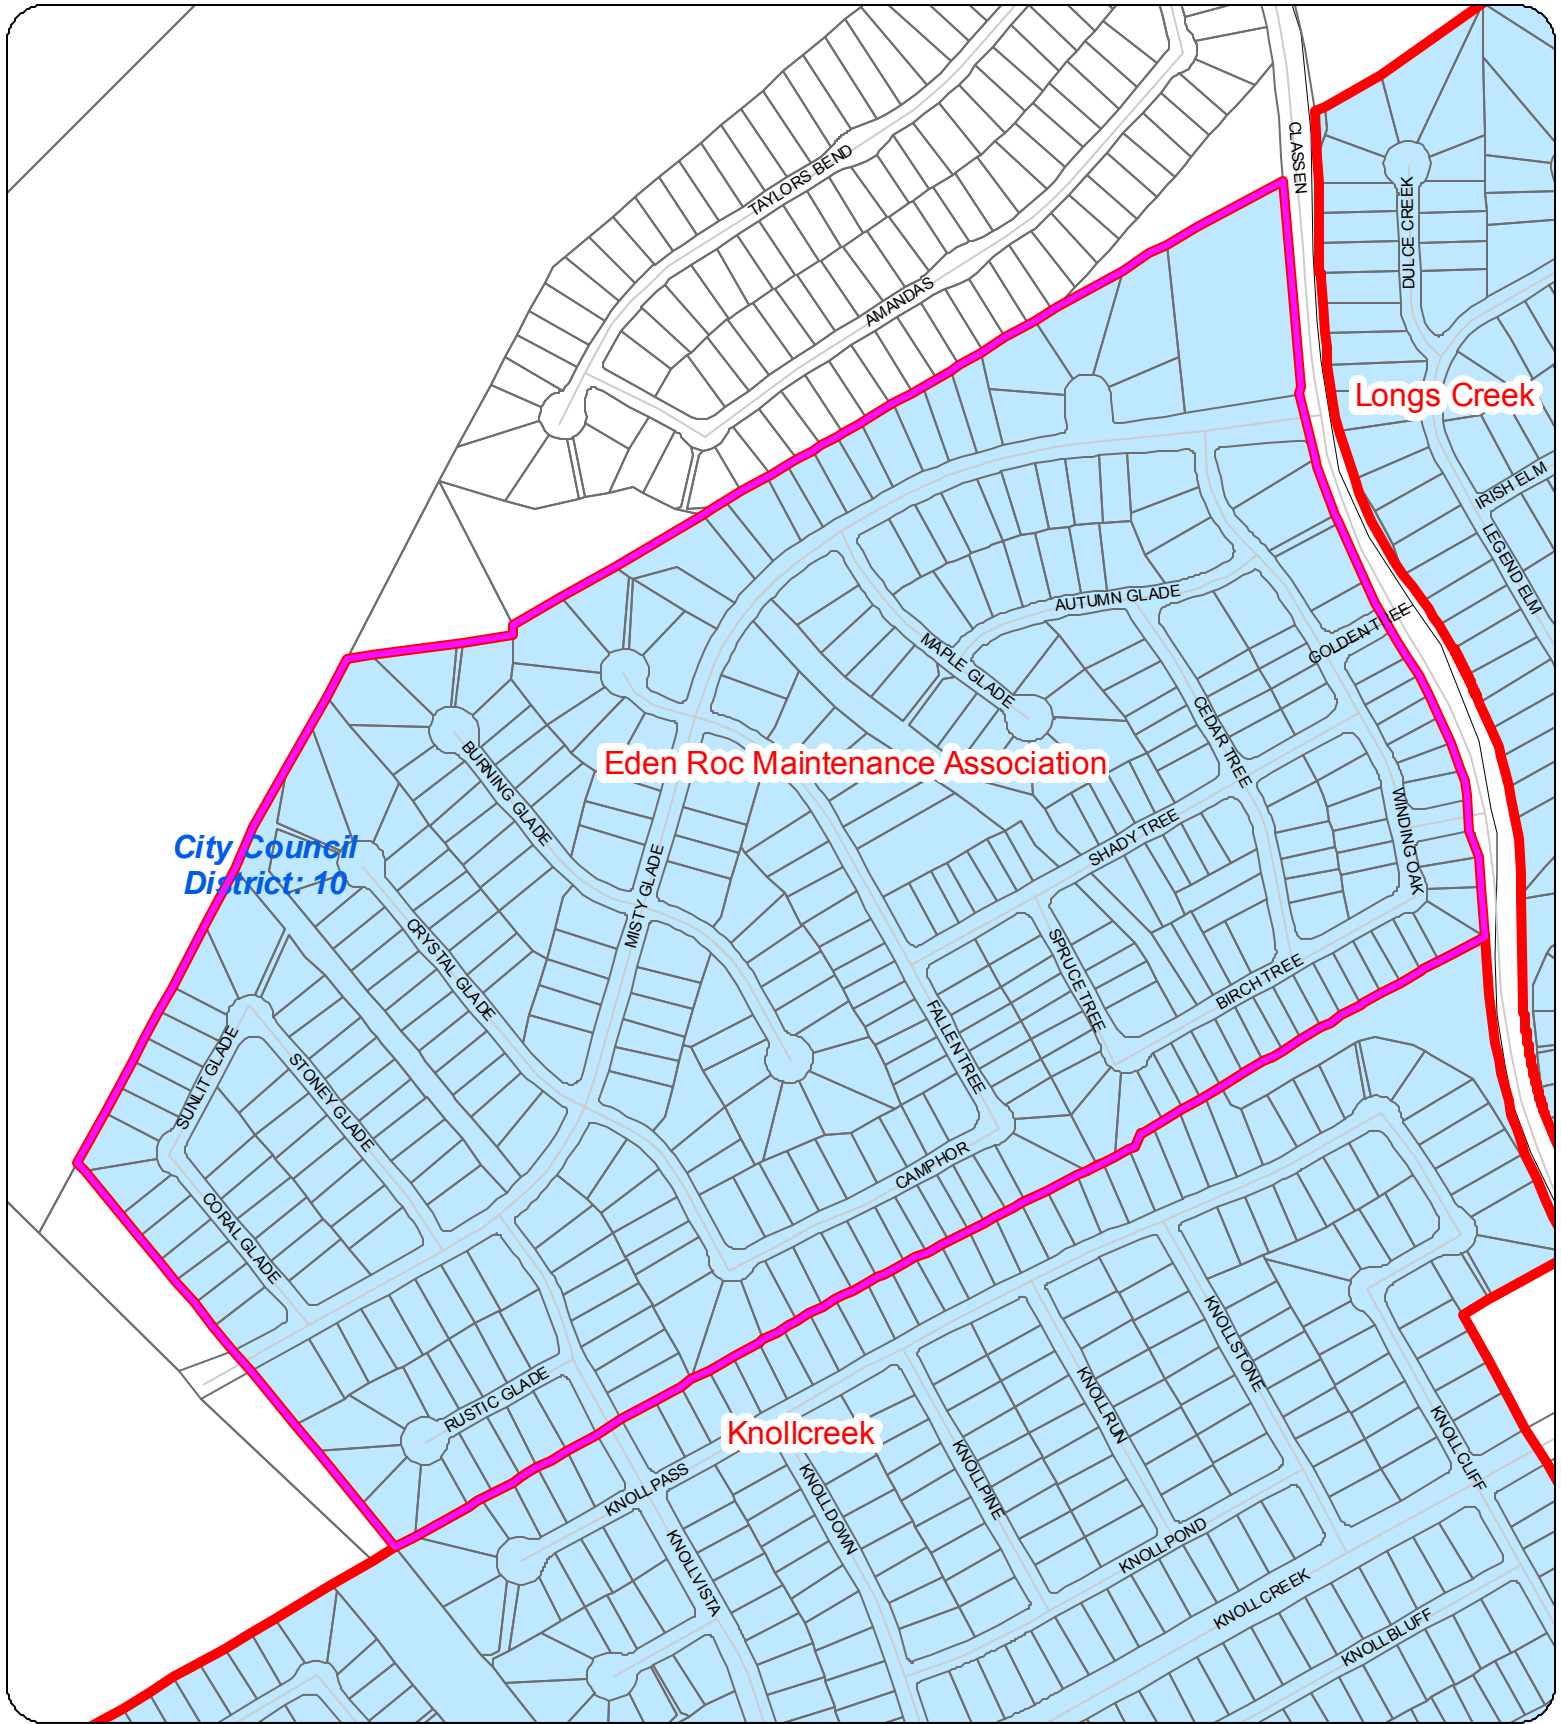 CLASSEN
TAYLORS BEND
DULCE CREEK
AMANDAS
Longs Creek
IRISH ELM
LEGEND ELM
AUTUMN GLADE
GOLDEN TREE
MAPLE GLADE
CEDAR TREE
BURNING GLADE
Eden Roc Maintenance Association
WINDING OAK
SHADY TREE
City Council
District: 10
MISTY GLADE
CRYSTAL GLADE
SPRUCE TREE
BIRCH TREE
FALLEN TREE
SUNLIT GLADE
STONEY GLADE
CAMPHOR
CORAL GLADE
KNOLLSTONE
RUSTIC GLADE
KNOLLRUN
Knollcreek
KNOLLCLIFF
KNOLLPASS
KNOLLPINE
KNOLLDOWN
KNOLLPOND
KNOLLVISTA
KNOLLCREEK
KNOLLBLUFF